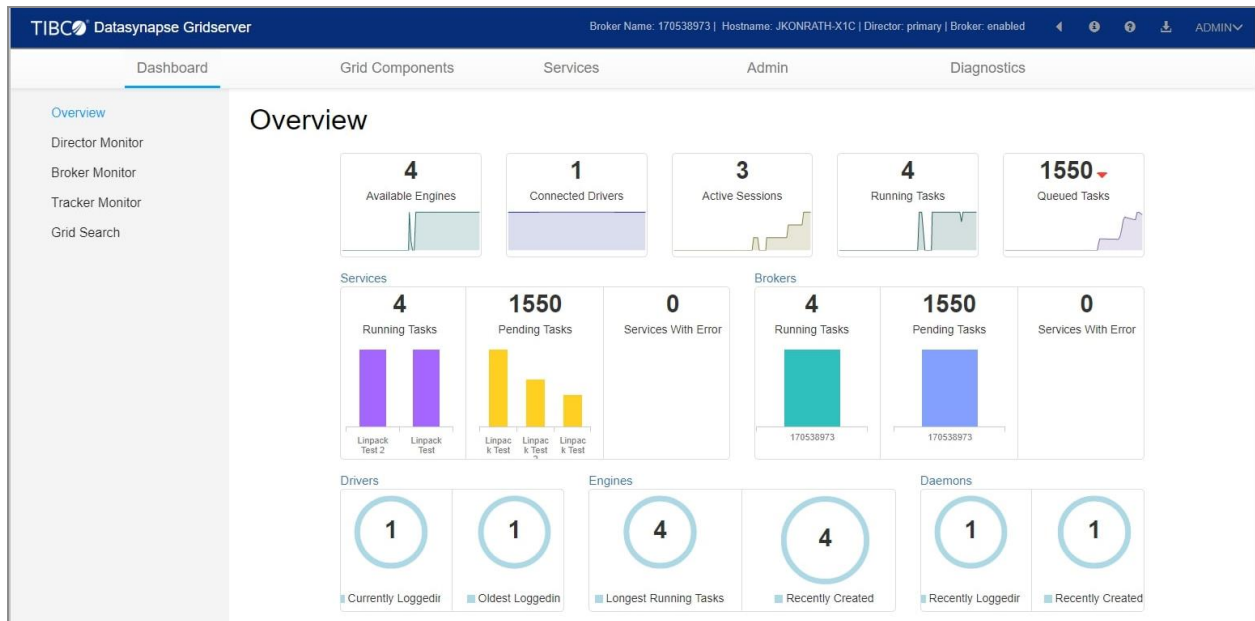 TIBCO Datasynapse Gridserver
Broker Name: 170538973 | Hostname: JKONRATH-X1C | Director: primary | Broker: enabled
ADMIN
Dashboard
Grid Components
Services
Admin
Diagnostics
Overview
Director Monitor
Broker Monitor
Tracker Monitor
Grid Search
Overview
4
Available Engines
1
Connected Drivers
3
Active Sessions
4
Running Tasks
1550
Queued Tasks
Services
4
Running Tasks
Linpack
Test 2
Linpack
Test
1550
Pending Tasks
Linpac
k Test
Linpac
k Test
Linpac
k Test
0
Services With Error
Brokers
4
Running Tasks
170538973
1550
Pending Tasks
170538973
0
Services With Error
Drivers
1
Currently Loggedin
1
Oldest Loggedin
Engines
4
Longest Running Tasks
4
Recently Created
Daemons
1
Recently Loggedin
1
Recently Created